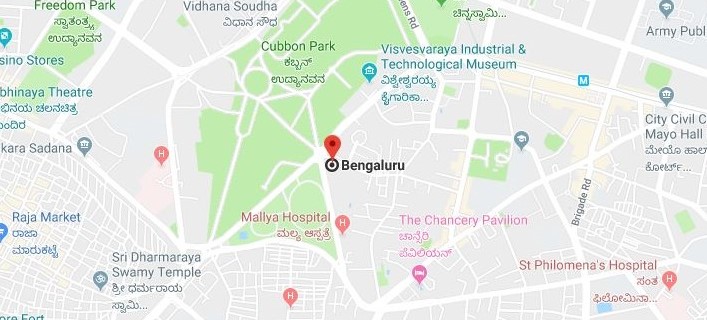 Freedom Park
ಸ್ವಾತಂತ್ರ್ಯ
ಉದ್ಯಾನವನ
Vidhana Soudha
ವಿಧಾನ ಸೌಧ
ens Rd
ಚಿನ್ನಸ್ವಾಮಿ...
Army Publ
sino Stores
Cubbon Park
ಕಬ್ಬನ್
ಉದ್ಯಾನವನ
Visvesvaraya Industrial &
Technological Museum
ವಿಶ್ವೇಶ್ವರಯ್ಯ
ಕೈಗಾರಿಕಾ...
bhinaya Theatre
ಭಿನಯ ಚಲನಚಿತ್ರ
ಮಂದಿರ
kara Sadana
City Civil C
Mayo Hall
ಮೇಯೊ ಹಾಲ್
ಕೋರ್ಟ್...
M
H
Bengaluru
Brigade Rd
Raja Market
ರಾಜಾ
ಮಾರುಕಟ್ಟೆ
Mallya Hospital
ಮಲ್ಯ ಆಸ್ಪತ್ರೆ
H
The Chancery Pavilion
ಚಾನ್ಸೆರಿ
ಪೆವಿಲಿಯನ್
Sri Dharmaraya
Swamy Temple
ಶ್ರೀ ಧರ್ಮರಾಯ
ಸ್ವಾಮಿ...
H
St Philomena's Hospital
ಸಂತ
ಫಿಲೋಮಿನಾ...
H
ore Fort